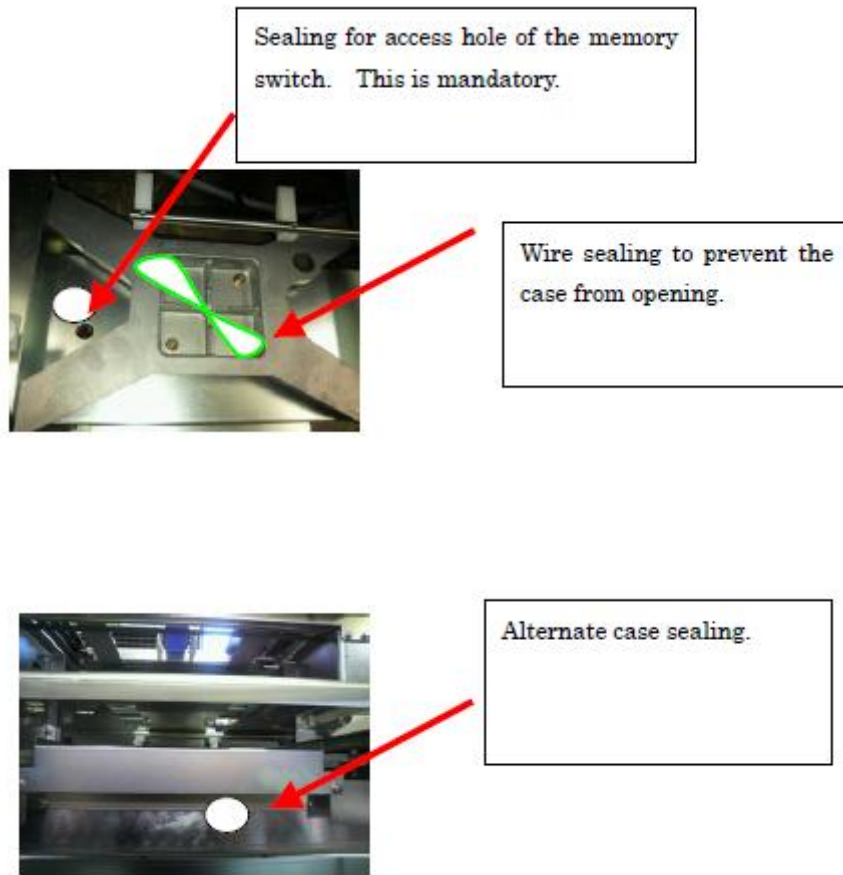 Sealing for access hole of the memory
switch. This is mandatory.
Wire sealing to prevent the
case from opening.
Alternate case sealing.